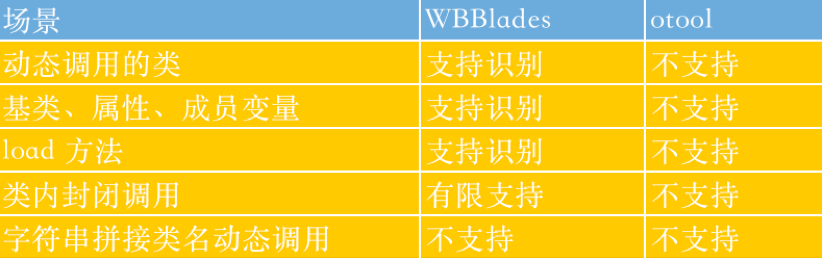 场景 WBBlades otool
动态调用的类 支持识别 不支持
基类、属性、成员变量 支持识别 不支持
load 方法 支持识别 不支持
类内封闭调用 有限支持 不支持
字符串拼接类名动态调用 不支持 不支持